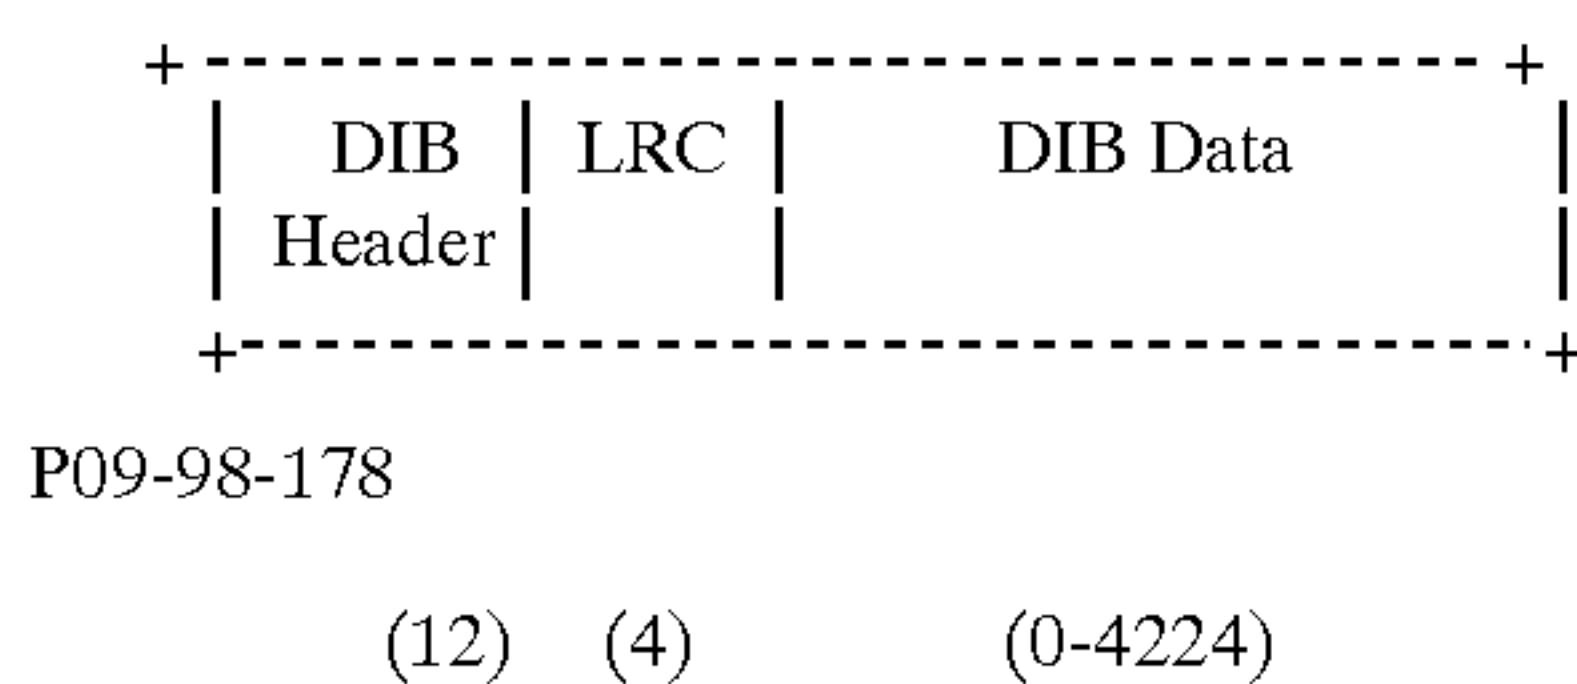 + - - - - - - - - - - - - - - - - - - - - - - - - - - - - - - - - - - +
| DIB | LRC | DIB Data |
| Header | | |
+ - - - - - - - - - - - - - - - - - - - - - - - - - - - - - - - - - - +
P09-98-178
(12) (4) (0-4224)